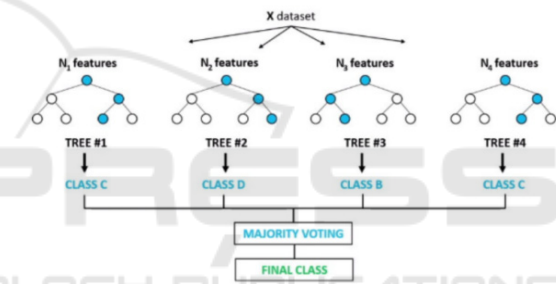 X dataset
N₁ features N₂ features N₃ features N₄ features
TREE #1 TREE #2 TREE #3 TREE #4
CLASS C CLASS D CLASS B CLASS C
MAJORITY VOTING
FINAL CLASS
PRESS